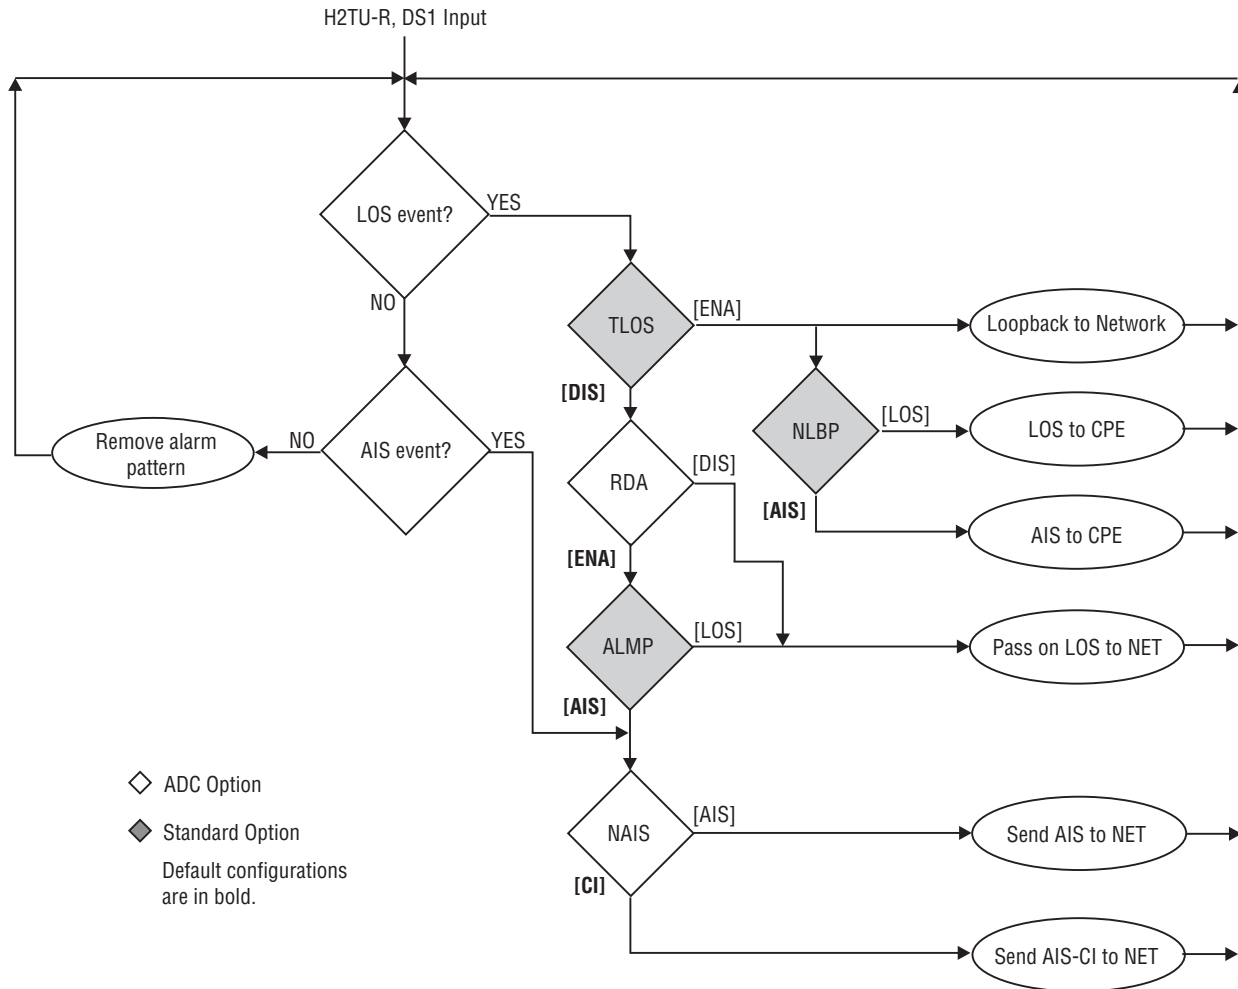 H2TU-R, DS1 Input
LOS event?
YES
NO
TLOS
[ENA]
Loopback to Network
[DIS]
NLBP
[LOS]
LOS to CPE
Remove alarm
pattern
NO
AIS event?
YES
RDA
[DIS]
[AIS]
AIS to CPE
[ENA]
ALMP
[LOS]
Pass on LOS to NET
[AIS]
ADC Option
Standard Option
Default configurations
are in bold.
NAIS
[AIS]
Send AIS to NET
[CI]
Send AIS-CI to NET